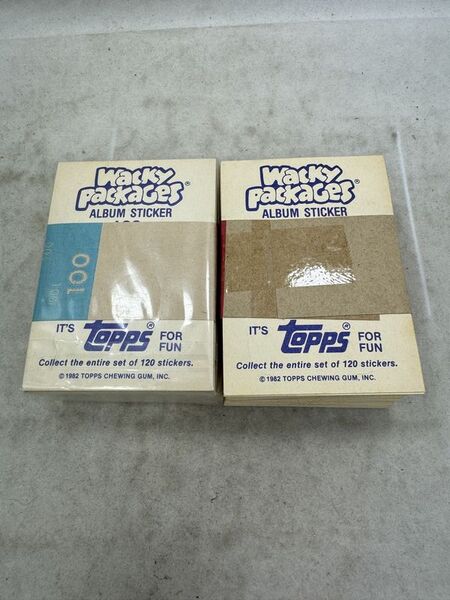 Wacky
Packages®
ALBUM STICKER
001
IT'S Topps® FOR
FUN
Collect the entire set of 120 stickers.
© 1982 TOPPS CHEWING GUM, INC.
Wacky
Packages®
ALBUM STICKER
IT'S Topps® FOR
FUN
Collect the entire set of 120 stickers.
© 1982 TOPPS CHEWING GUM, INC.